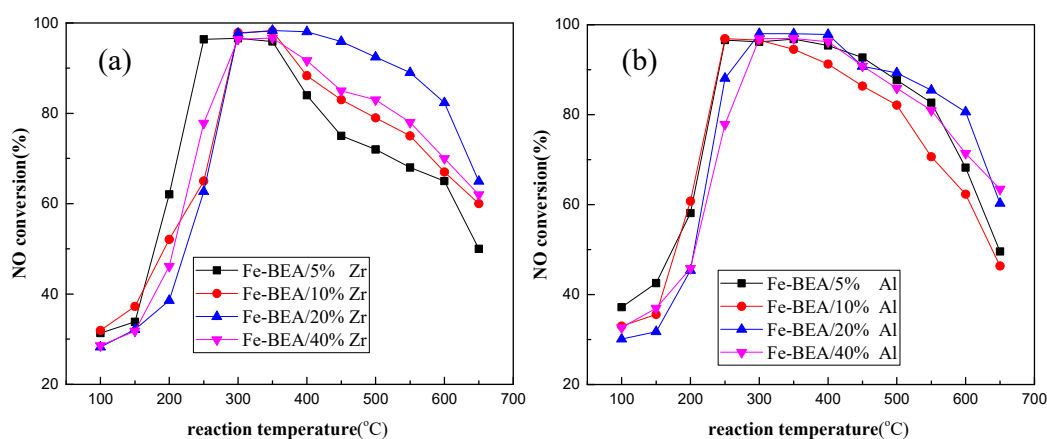 (a)
NO conversion(%)
100
80
60
40
20
Fe-BEA/5% Zr
Fe-BEA/10% Zr
Fe-BEA/20% Zr
Fe-BEA/40% Zr
100 200 300 400 500 600 700
reaction temperature(°C)
(b)
NO conversion(%)
100
80
60
40
20
Fe-BEA/5% Al
Fe-BEA/10% Al
Fe-BEA/20% Al
Fe-BEA/40% Al
100 200 300 400 500 600 700
reaction temperature(°C)